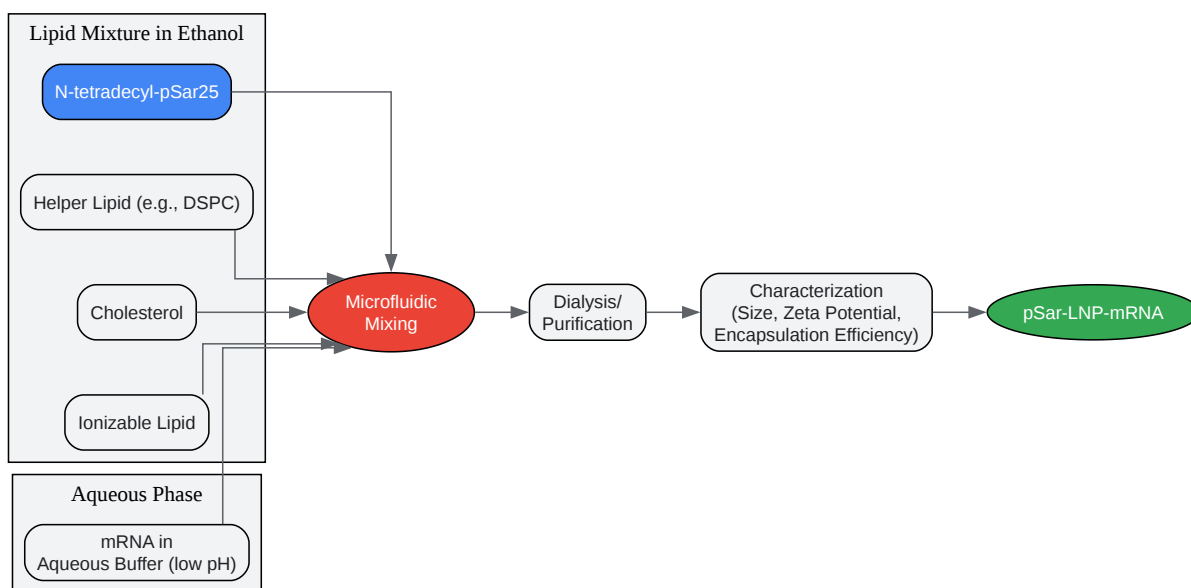 Lipid Mixture in Ethanol
N-tetradecyl-pSar25
Helper Lipid (e.g., DSPC)
Cholesterol
Ionizable Lipid
Aqueous Phase
mRNA in
Aqueous Buffer (low pH)
Microfluidic
Mixing
Dialysis/
Purification
Characterization
(Size, Zeta Potential,
Encapsulation Efficiency)
pSar-LNP-mRNA